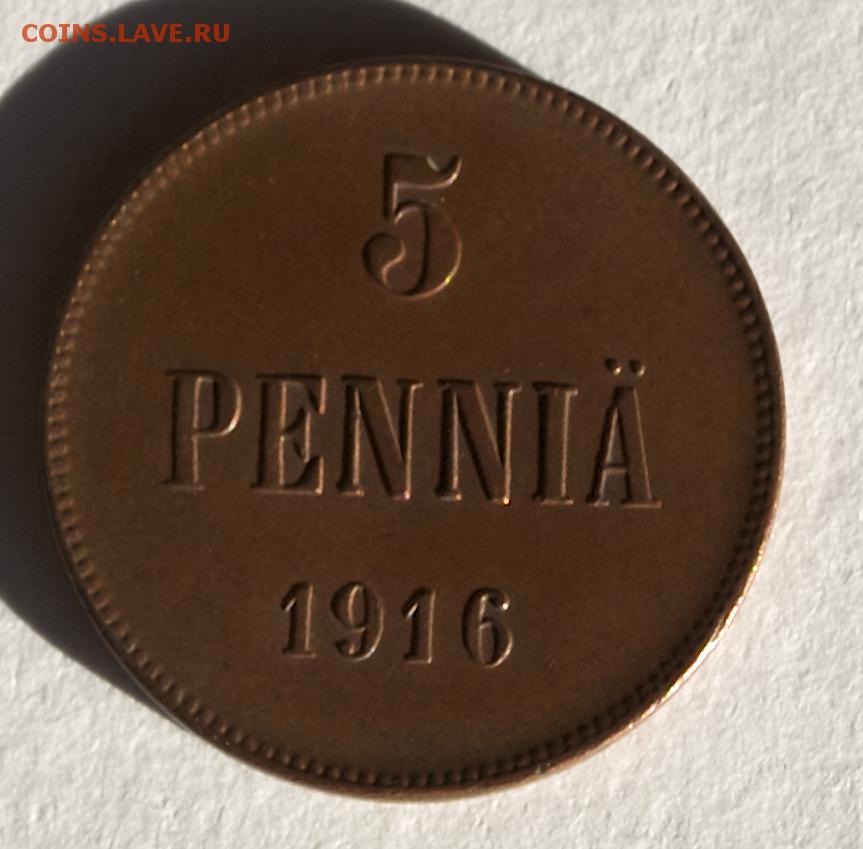 COINS.LAVE.RU
5
PENNIÄ
1916